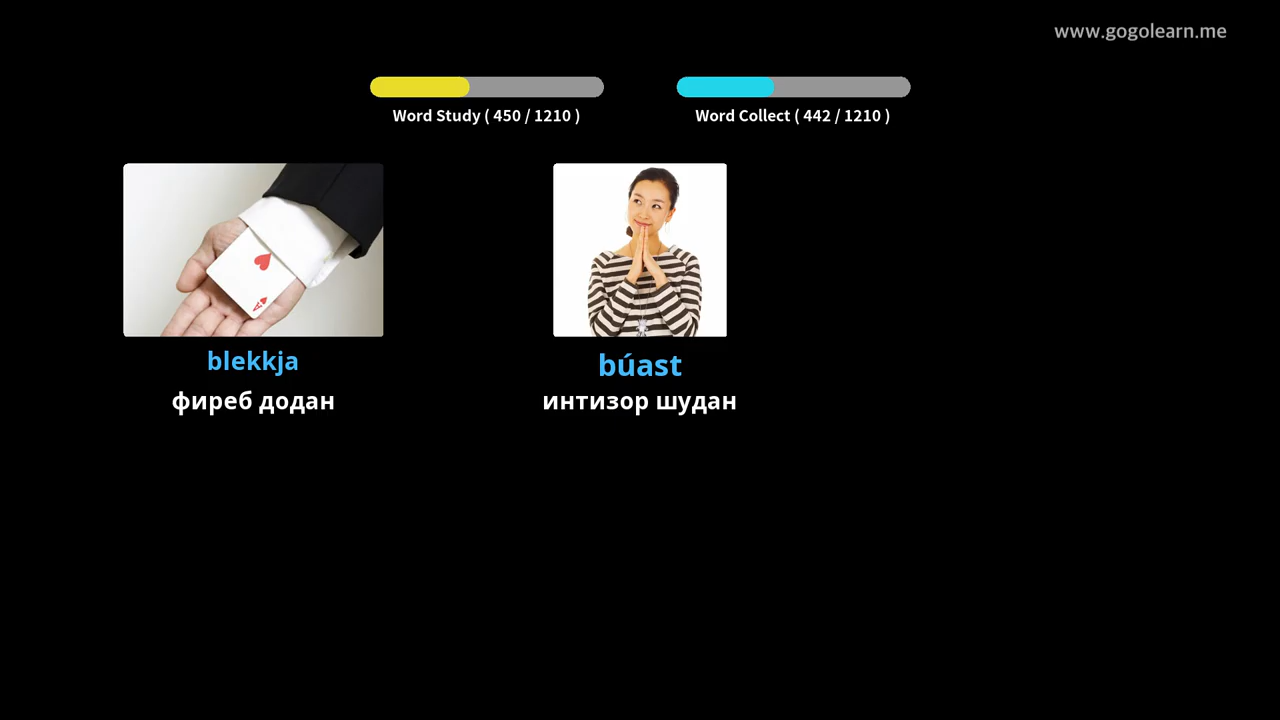 www.gogolearn.me
Word Study ( 450 / 1210 )
Word Collect ( 442 / 1210 )
A
blekkja
búast
фиреб додан
интизор шудан